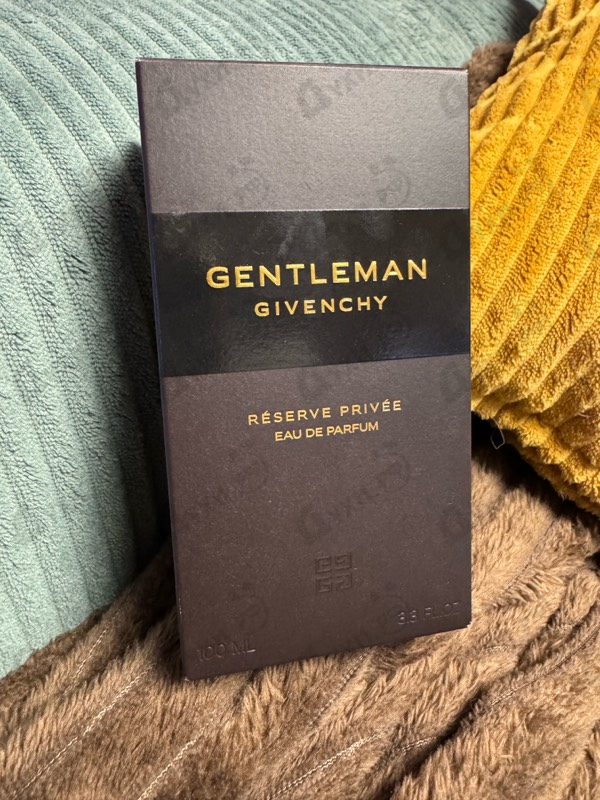 GENTLEMAN
GIVENCHY
RÉSERVE PRIVÉE
EAU DE PARFUM
100 ML
3.3 FL.OZ.